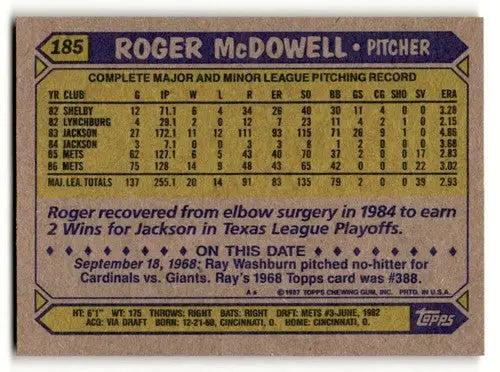 185 ROGER McDOWELL • PITCHER
COMPLETE MAJOR AND MINOR LEAGUE PITCHING RECORD
YR CLUB G IP W L R ER SO BB GS CG SHO SV ERA
82 SHELBY 12 71.1 6 4 34 26 40 30 11 4 0 0 3.28
82 LYNCHBURG 4 29.1 2 0 12 7 23 11 4 2 1 0 2.15
83 JACKSON 27 172.1 11 12 111 93 115 71 26 9 1 0 4.86
84 JACKSON 3 7.1 0 0 3 3 8 1 2 0 0 0 3.68
85 METS 62 127.1 6 5 43 40 70 37 2 0 0 17 2.83
86 METS 75 128 14 9 48 43 65 42 0 0 0 22 3.02
MAJ. LEA. TOTALS 137 255.1 20 14 91 83 135 79 2 0 0 39 2.93
Roger recovered from elbow surgery in 1984 to earn
2 Wins for Jackson in Texas League Playoffs.
ON THIS DATE
September 18, 1968; Ray Washburn pitched no-hitter for
Cardinals vs. Giants. Ray's 1968 Topps card was #388.
A* ©1987 TOPPS CHEWING GUM, INC. PRTD. IN U.S.A.
HT: 6'1" WT: 175 THROWS: RIGHT BATS: RIGHT DRFT: METS #3-JUNE, 1982
ACQ: VIA DRAFT BORN: 12-21-60, CINCINNATI, O. HOME: CINCINNATI, O.
Topps